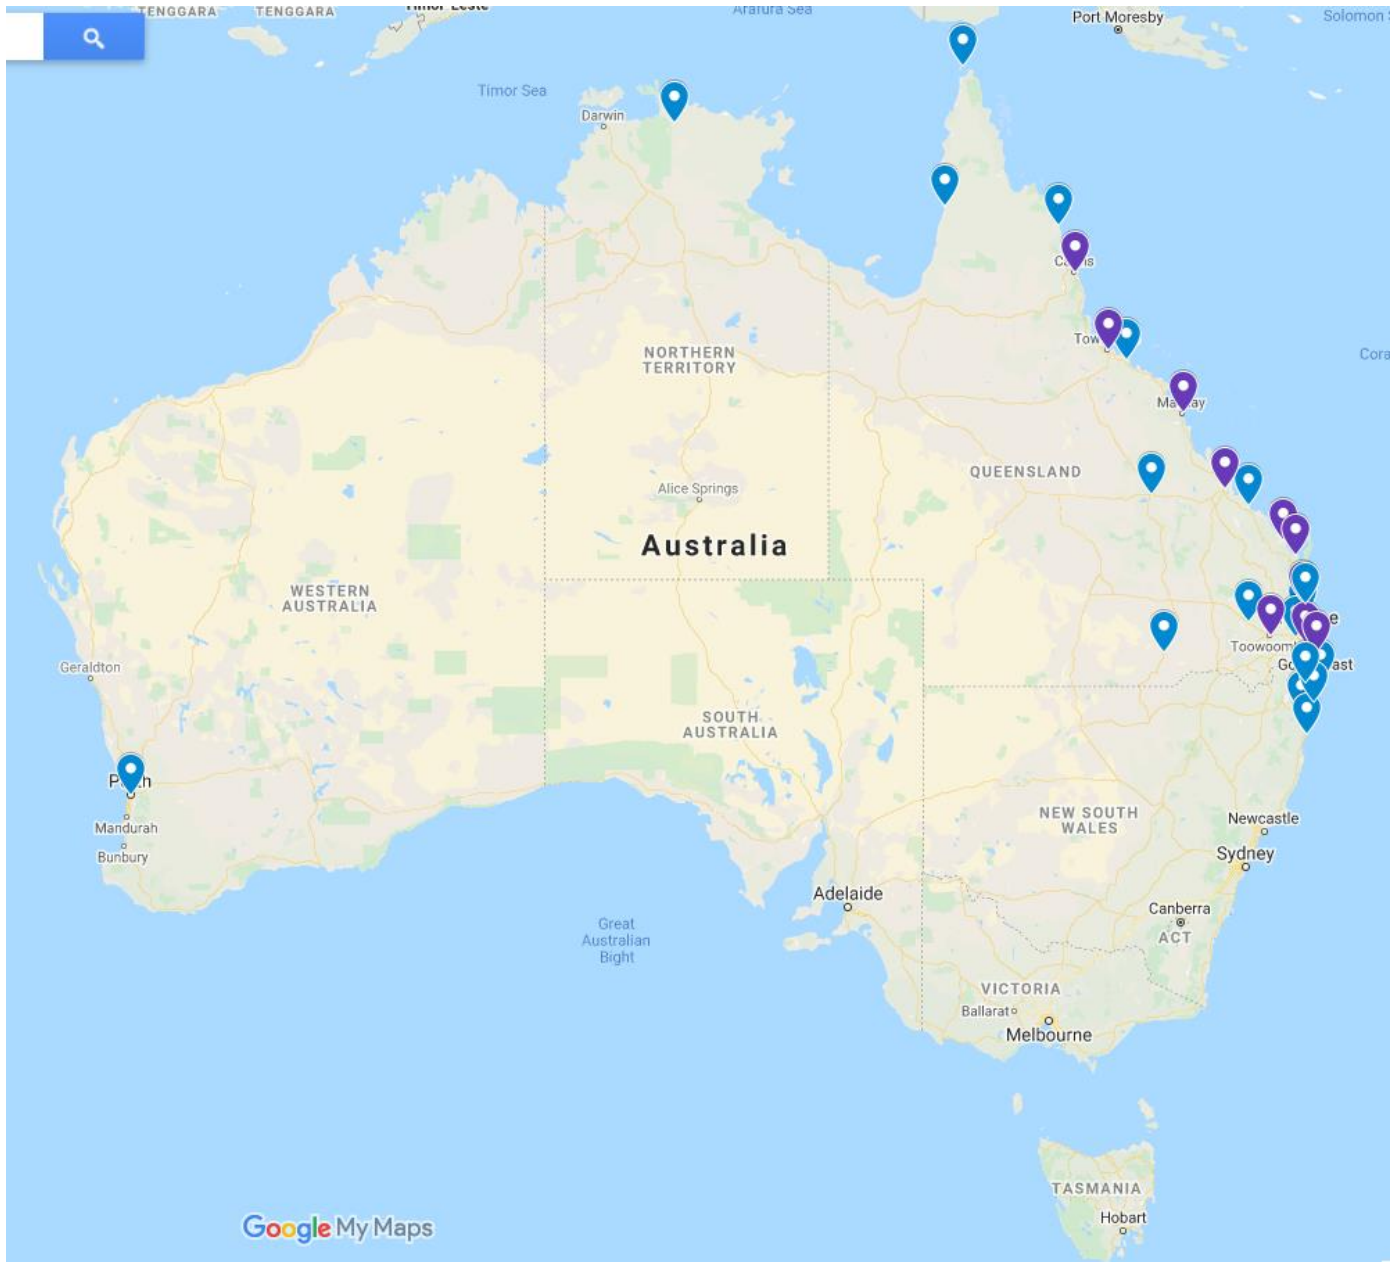 TENGGARA
TENGGARA
Arafura Sea
Port Moresby
Solomon
Timor Sea
Darwin
NORTHERN
TERRITORY
QUEENSLAND
Alice Springs
Australia
WESTERN
AUSTRALIA
Geraldton
SOUTH
AUSTRALIA
Mandurah
Bunbury
NEW SOUTH
WALES
Newcastle
Sydney
Adelaide
Canberra
ACT
Great
Australian
Bight
VICTORIA
Ballarat
Melbourne
TASMANIA
Hobart
Google My Maps